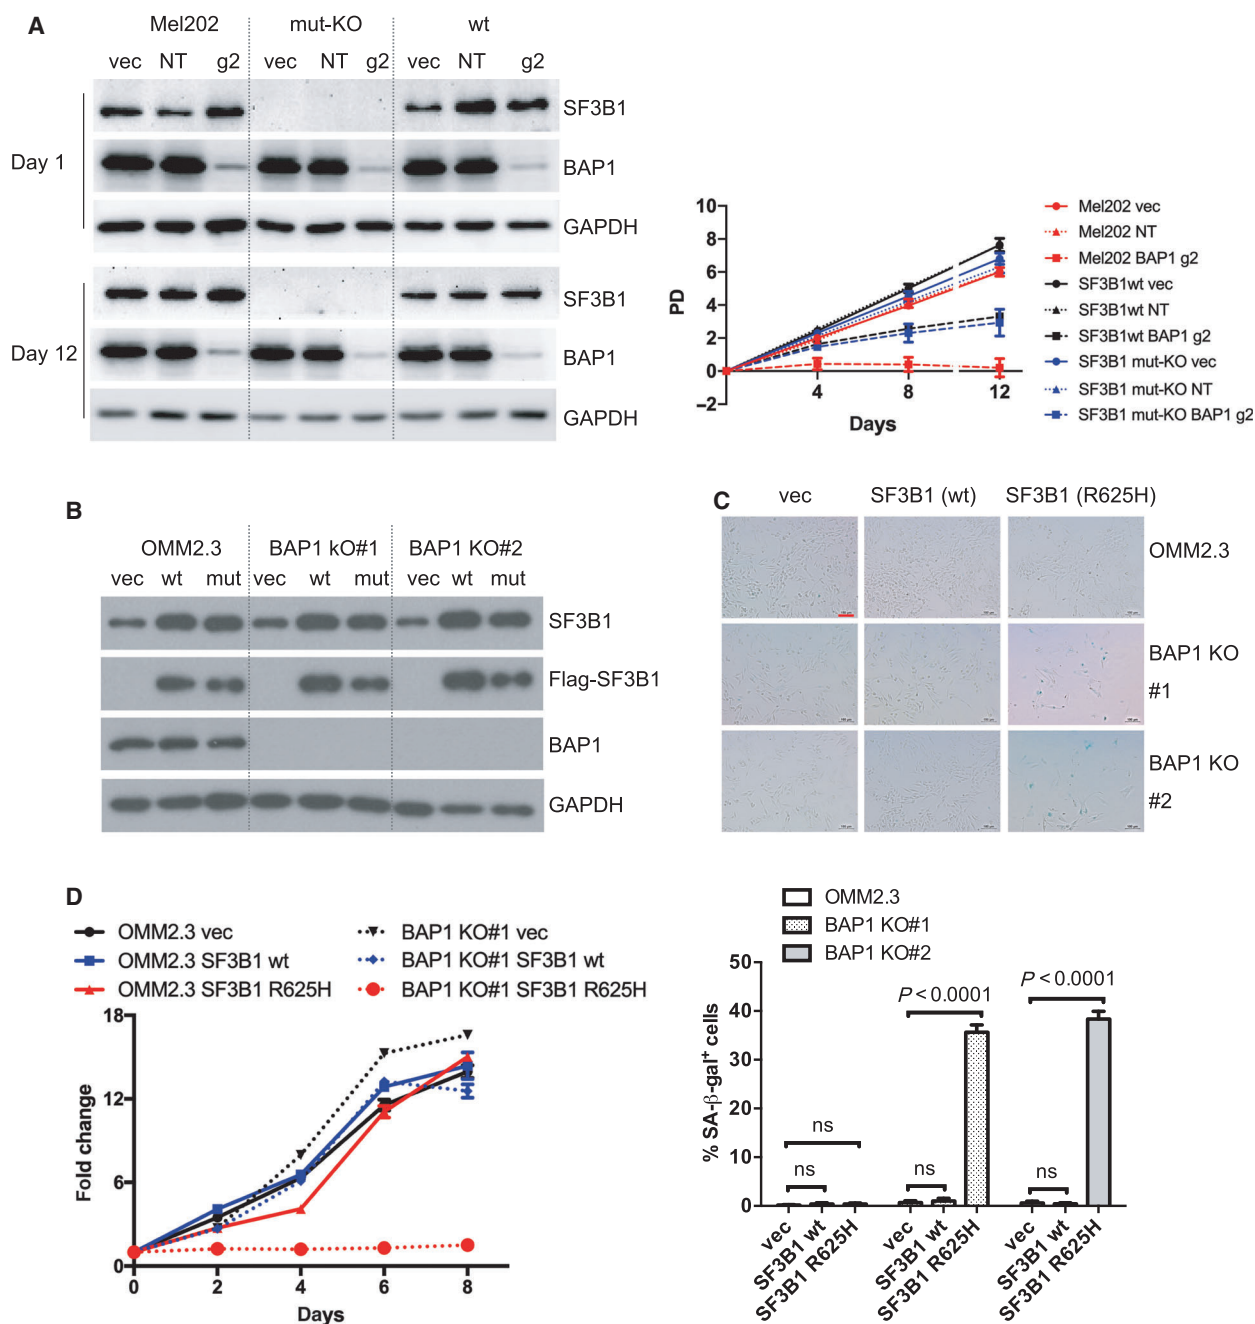 A
Mel202 mut-KO wt
vec NT g2 vec NT g2 vec NT g2
SF3B1
Day 1
BAP1
GAPDH
SF3B1
Day 12
BAP1
GAPDH
10
8
6
4
2
0
−2
PD
4 8 12
Days
Mel202 vec
Mel202 NT
Mel202 BAP1 g2
SF3B1wt vec
SF3B1wt NT
SF3B1wt BAP1 g2
SF3B1 mut-KO vec
SF3B1 mut-KO NT
SF3B1 mut-KO BAP1 g2
B
OMM2.3 BAP1 kO#1 BAP1 KO#2
vec wt mut vec wt mut vec wt mut
SF3B1
Flag-SF3B1
BAP1
GAPDH
C
vec SF3B1 (wt) SF3B1 (R625H)
OMM2.3
BAP1 KO
#1
BAP1 KO
#2
D
OMM2.3 vec
OMM2.3 SF3B1 wt
OMM2.3 SF3B1 R625H
BAP1 KO#1 vec
BAP1 KO#1 SF3B1 wt
BAP1 KO#1 SF3B1 R625H
18
12
6
0
Fold change
0 2 4 6 8
Days
OMM2.3
BAP1 KO#1
BAP1 KO#2
50
40
30
20
10
0
% SA-β-gal+ cells
ns
ns
ns
P < 0.0001
ns
P < 0.0001
vec
SF3B1 wt
SF3B1 R625H
vec
SF3B1 wt
SF3B1 R625H
vec
SF3B1 wt
SF3B1 R625H